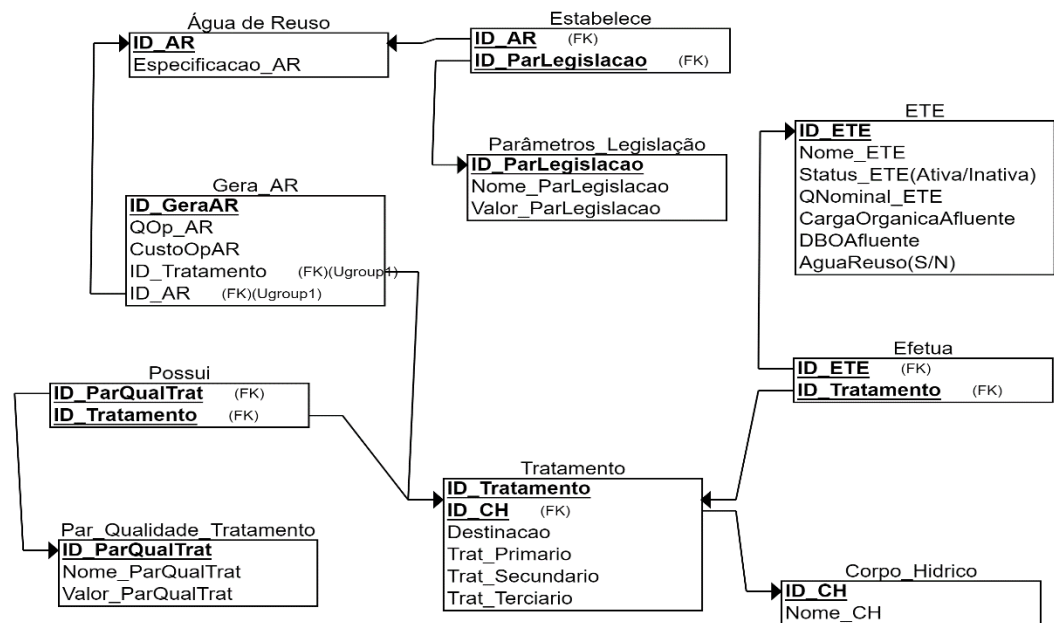 Água de Reuso
ID_AR
Especificacao_AR
Estabelece
ID_AR (FK)
ID_ParLegislacao (FK)
Parâmetros_Legislação
ID_ParLegislacao
Nome_ParLegislacao
Valor_ParLegislacao
ETE
ID_ETE
Nome_ETE
Status_ETE(Ativa/Inativa)
QNominal_ETE
CargaOrganicaAfluente
DBOAfluente
AguaReuso(S/N)
Gera_AR
ID_GeraAR
QOp_AR
CustoOpAR
ID_Tratamento (FK)(Ugroup1)
ID_AR (FK)(Ugroup1)
Efetua
ID_ETE (FK)
ID_Tratamento (FK)
Possui
ID_ParQualTrat (FK)
ID_Tratamento (FK)
Tratamento
ID_Tratamento
ID_CH (FK)
Destinacao
Trat_Primario
Trat_Secundario
Trat_Terciario
Par_Qualidade_Tratamento
ID_ParQualTrat
Nome_ParQualTrat
Valor_ParQualTrat
Corpo_Hidrico
ID_CH
Nome_CH